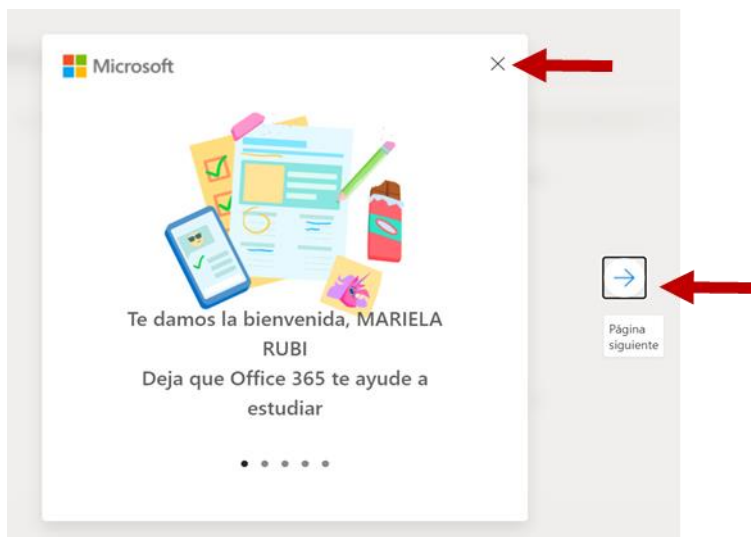 Microsoft
Te damos la bienvenida, MARIELA
RUBI
Deja que Office 365 te ayude a
estudiar
Página
siguiente